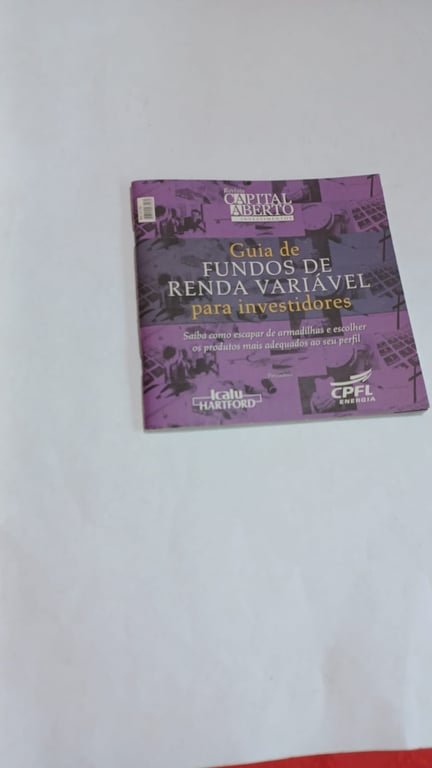 Revista
CAPITAL
ABERTO
INVESTIMENTOS
Guia de
FUNDOS DE
RENDA VARIÁVEL
para investidores
Saiba como escapar de armadilhas e escolher
os produtos mais adequados ao seu perfil
Icatu
HARTFORD
CPFL
ENERGIA